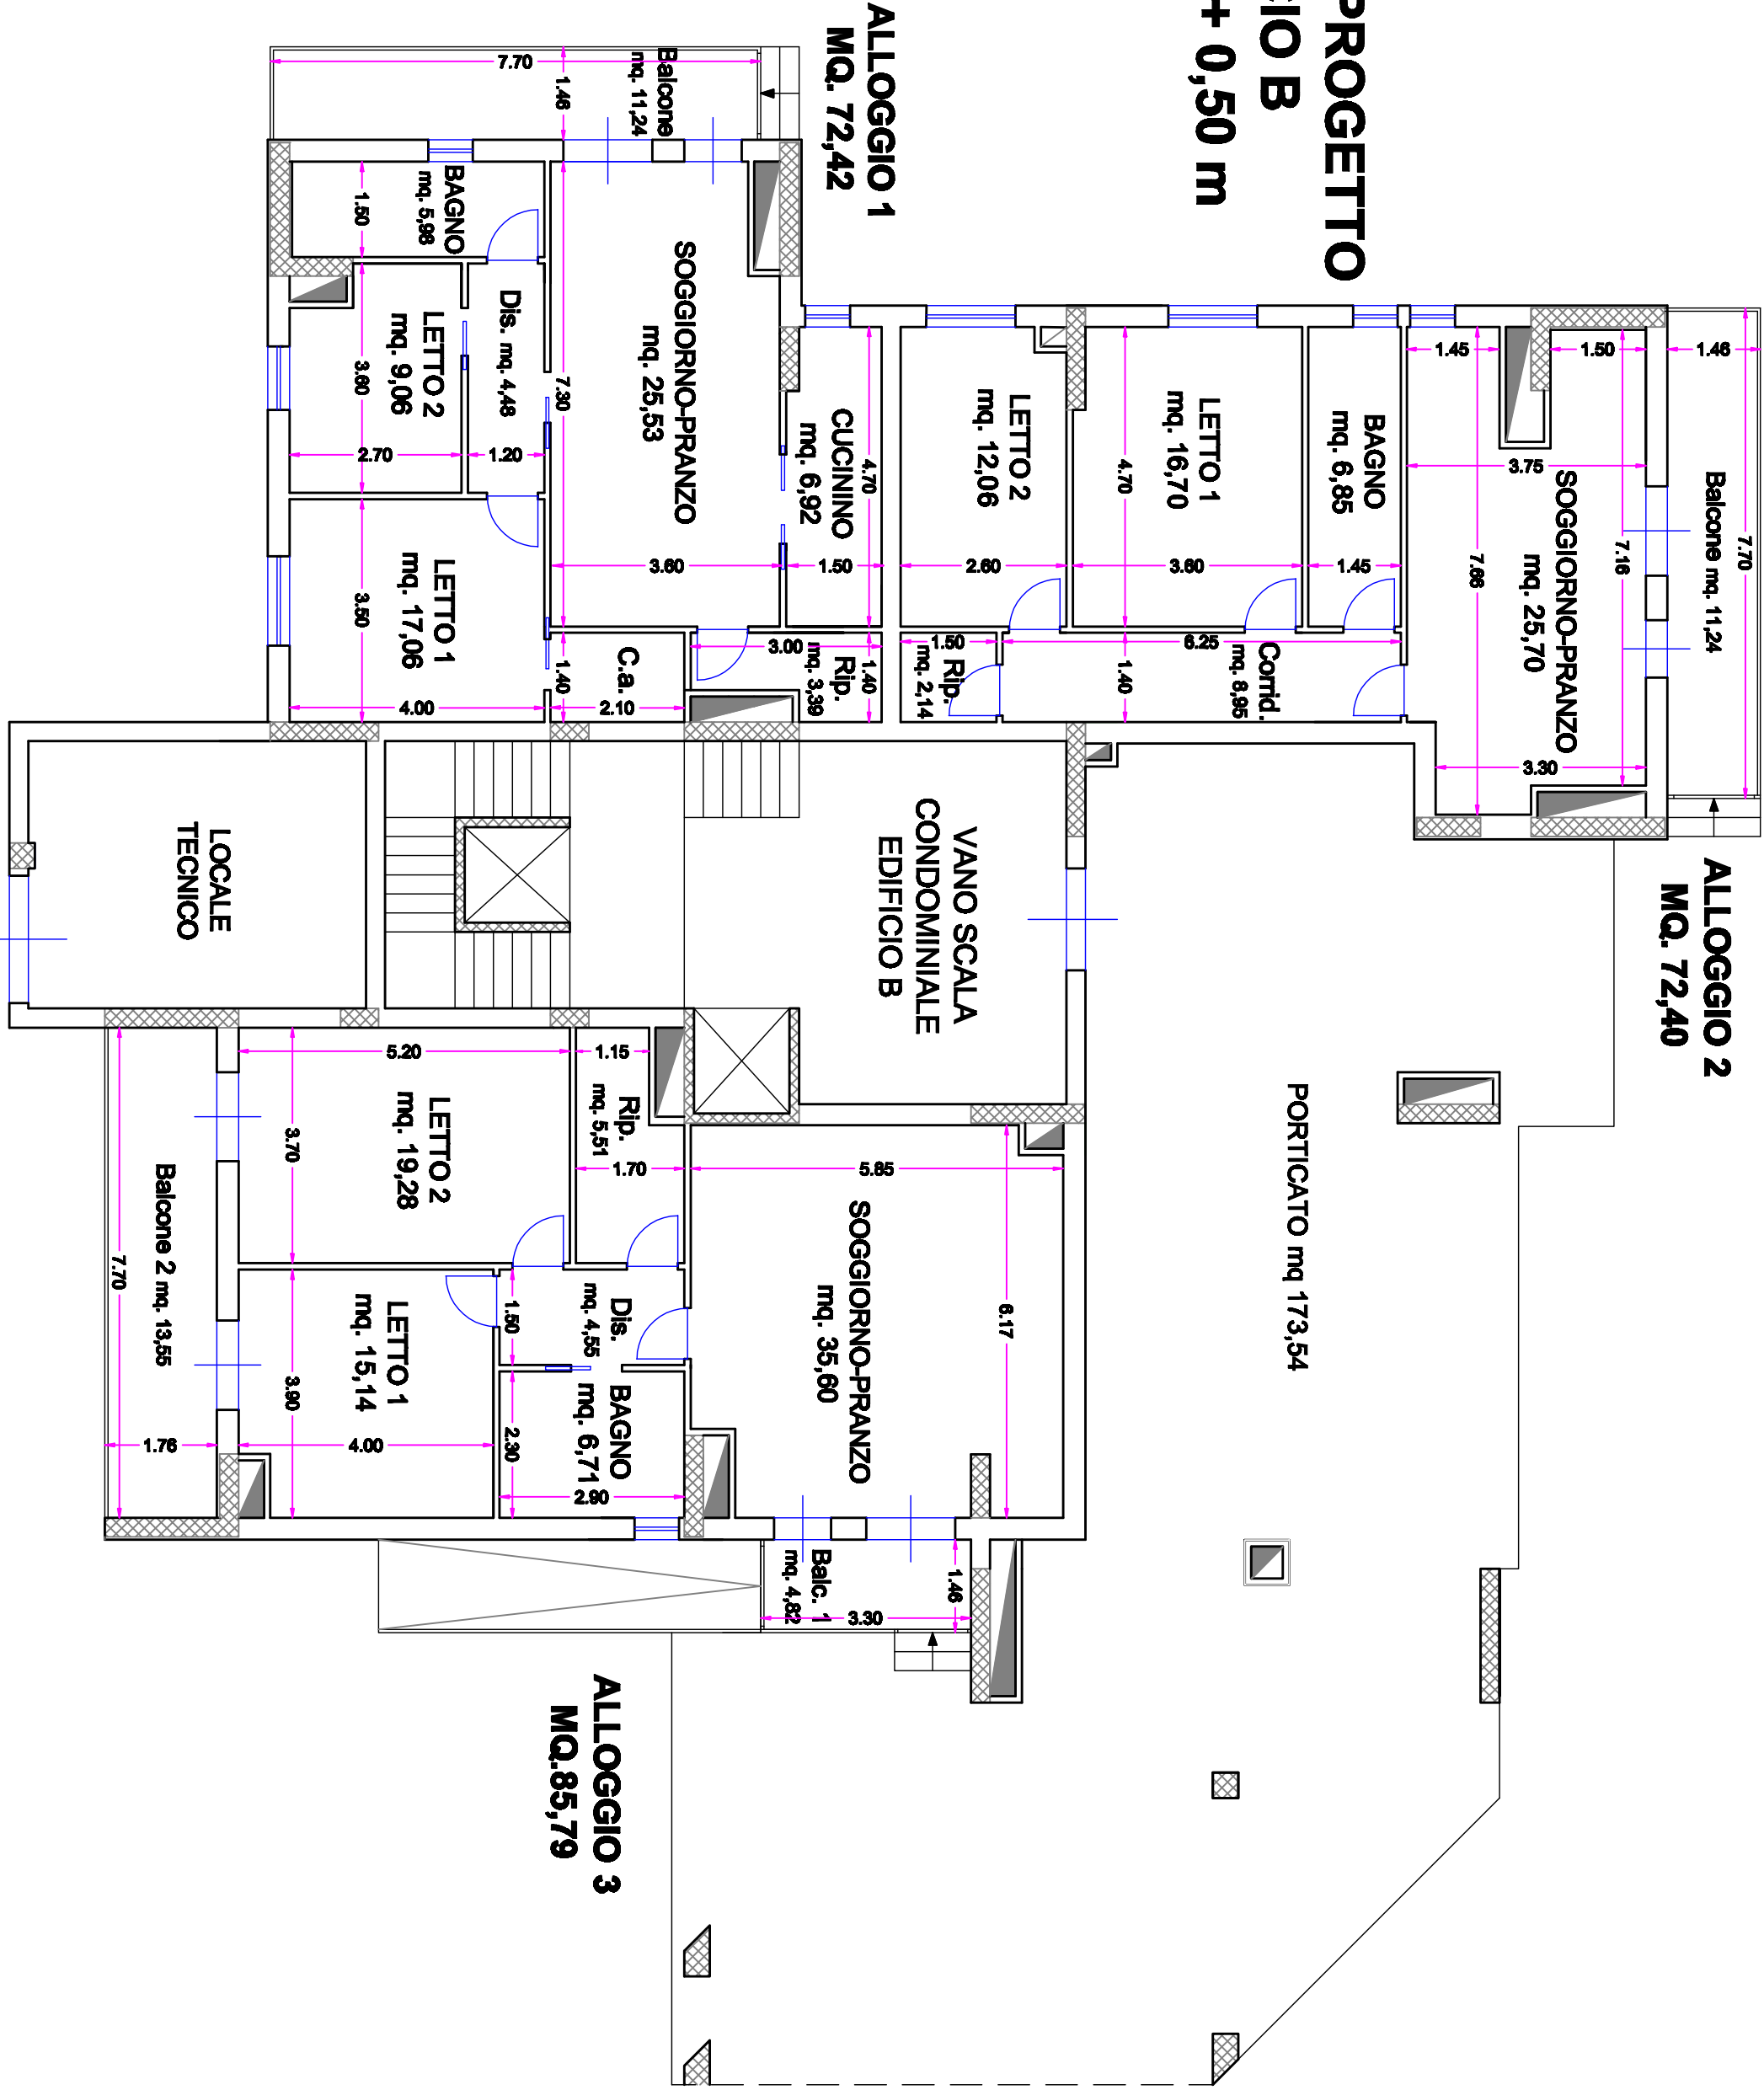 PROGETTO
CIO B
+ 0,50 m
ALLOGGIO 1
MQ. 72,42
Balcone
mq. 11,24
7.70
1.46
BAGNO
mq. 5,98
1.50
Dis. mq. 4,48
1.20
LETTO 2
mq. 9,06
3.60
2.70
SOGGIORNO-PRANZO
mq. 25,53
7.30
3.60
CUCININO
mq. 6,92
4.70
1.50
LETTO 1
mq. 17,06
3.50
4.00
C.a.
1.40
2.10
Rip.
mq. 3,39
3.00
1.40
ALLOGGIO 2
MQ. 72,40
Balcone mq. 11,24
7.70
1.46
SOGGIORNO-PRANZO
mq. 25,70
1.50
1.45
3.75
7.16
7.66
3.30
BAGNO
mq. 6,85
1.45
LETTO 1
mq. 16,70
4.70
3.60
LETTO 2
mq. 12,06
2.60
Corrid.
mq. 8,95
6.25
1.40
Rip.
mq. 2,14
1.50
VANO SCALA
CONDOMINIALE
EDIFICIO B
LOCALE
TECNICO
PORTICATO mq 173,54
ALLOGGIO 3
MQ.85,79
SOGGIORNO-PRANZO
mq. 35,60
5.85
6.17
Rip.
mq. 5,51
1.15
1.70
LETTO 2
mq. 19,28
5.20
3.70
Dis.
mq. 4,55
1.50
BAGNO
mq. 6,71
2.30
2.90
LETTO 1
mq. 15,14
3.90
4.00
Balcone 2 mq. 13,55
7.70
1.76
Balc. 1
mq. 4,82
1.46
3.30